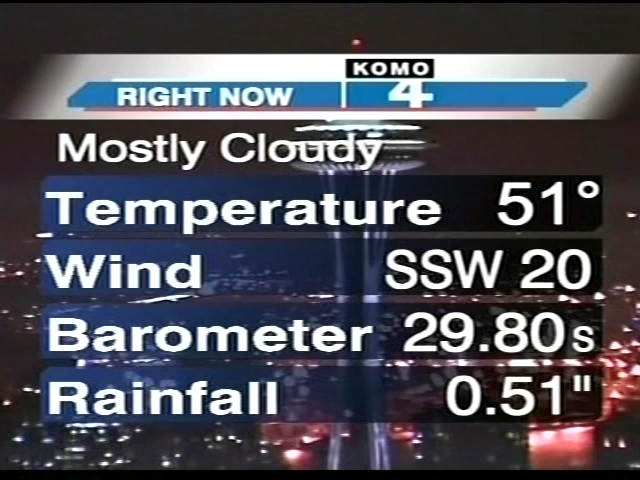 KOMO
RIGHT NOW 4
Mostly Cloudy
Temperature 51°
Wind SSW 20
Barometer 29.80s
Rainfall 0.51"